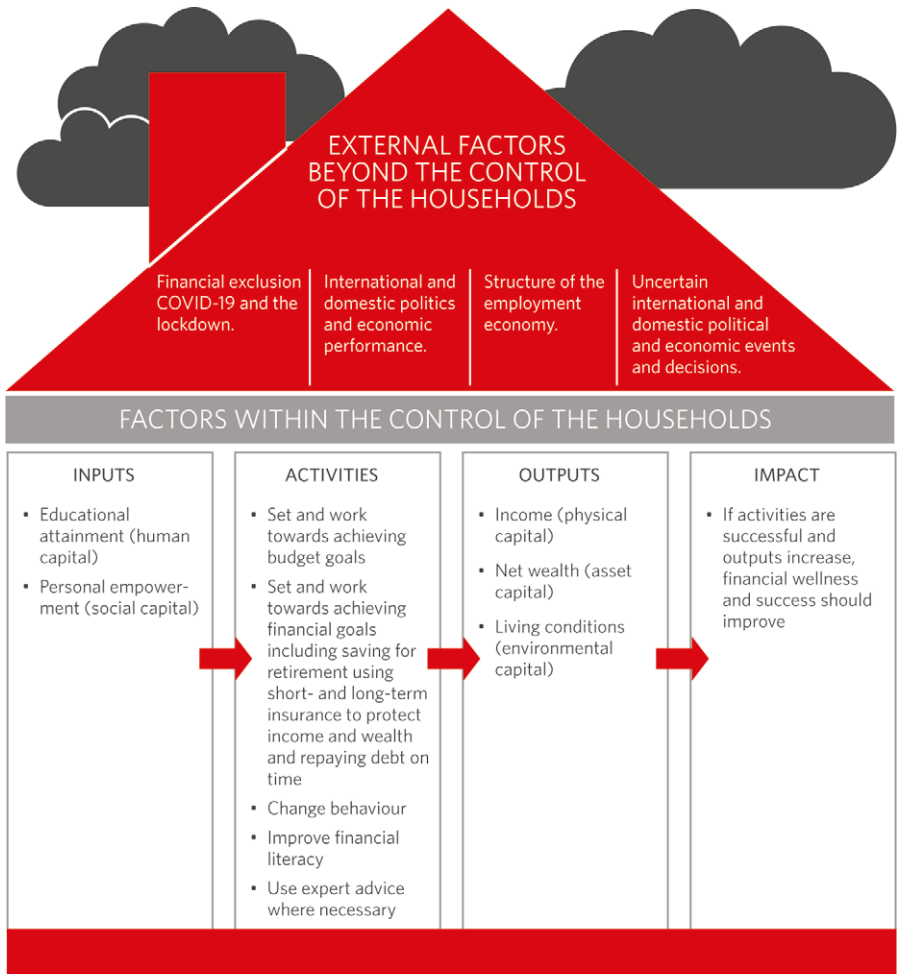 EXTERNAL FACTORS
BEYOND THE CONTROL
OF THE HOUSEHOLDS
Financial exclusion
COVID-19 and the
lockdown.
International and
domestic politics
and economic
performance.
Structure of the
employment
economy.
Uncertain
international and
domestic political
and economic events
and decisions.
FACTORS WITHIN THE CONTROL OF THE HOUSEHOLDS
INPUTS
• Educational
attainment (human
capital)
• Personal empower-
ment (social capital)
ACTIVITIES
• Set and work
towards achieving
budget goals
• Set and work
towards achieving
financial goals
including saving for
retirement using
short- and long-term
insurance to protect
income and wealth
and repaying debt on
time
• Change behaviour
• Improve financial
literacy
• Use expert advice
where necessary
OUTPUTS
• Income (physical
capital)
• Net wealth (asset
capital)
• Living conditions
(environmental
capital)
IMPACT
• If activities are
successful and
outputs increase,
financial wellness
and success should
improve